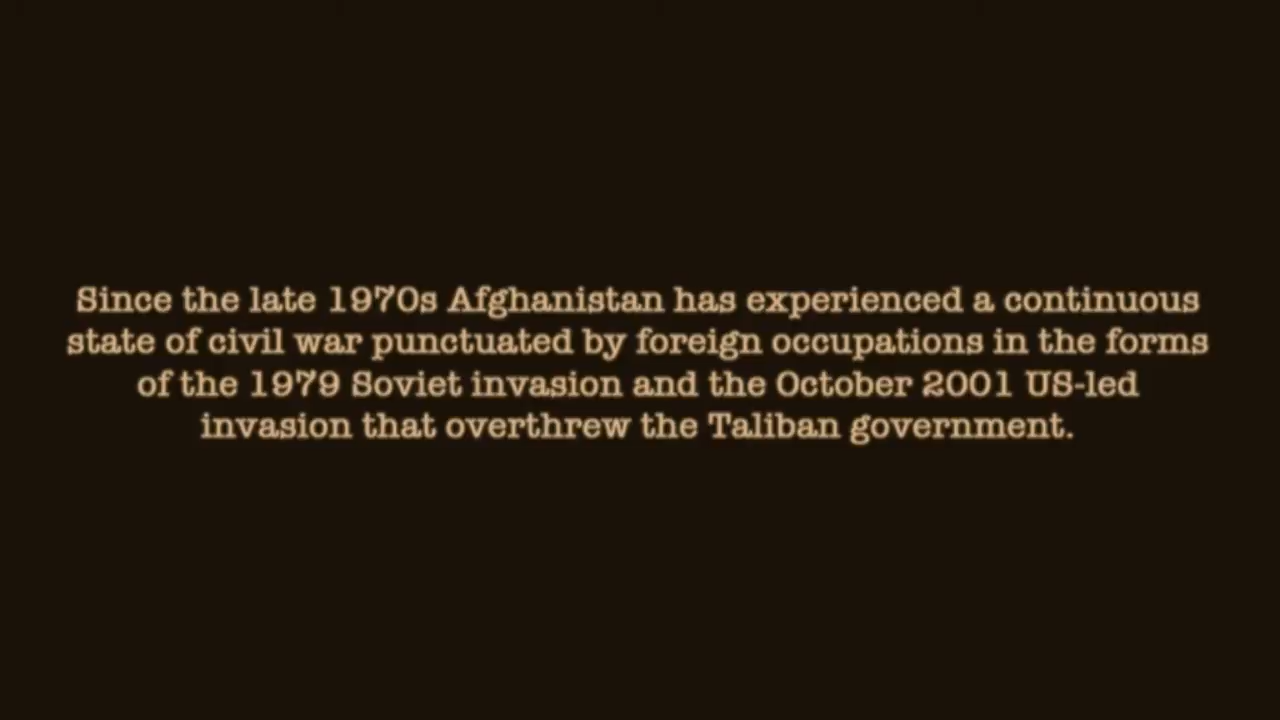 Since the late 1970s Afghanistan has experienced a continuous
state of civil war punctuated by foreign occupations in the forms
of the 1979 Soviet invasion and the October 2001 US-led
invasion that overthrew the Taliban government.